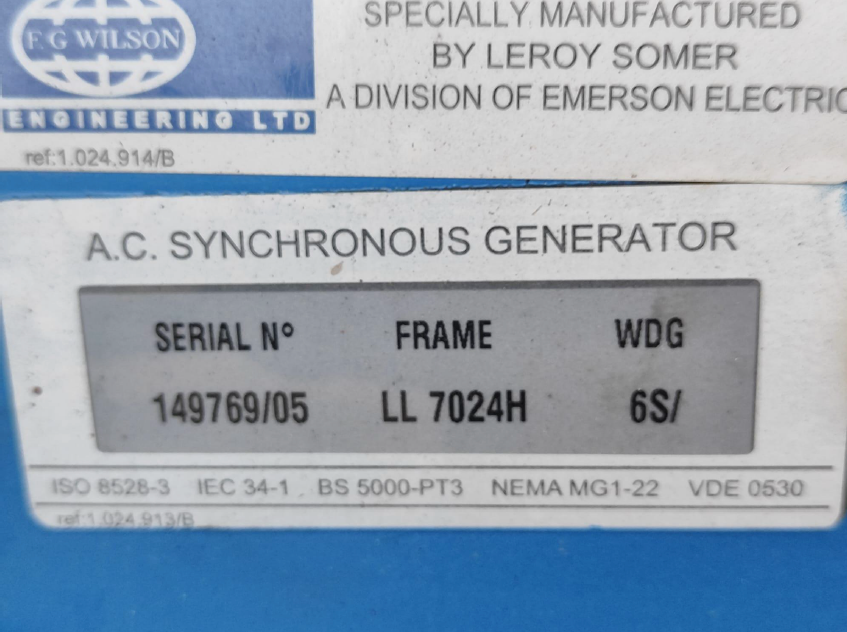 F.G WILSON
ENGINEERING LTD
ref:1.024.914/B
SPECIALLY MANUFACTURED
BY LEROY SOMER
A DIVISION OF EMERSON ELECTRIC
A.C. SYNCHRONOUS GENERATOR
SERIAL Nº FRAME WDG
149769/05 LL 7024H 6S/
ISO 8528-3 IEC 34-1 BS 5000-PT3 NEMA MG1-22 VDE 0530
ref:1.024.913/B